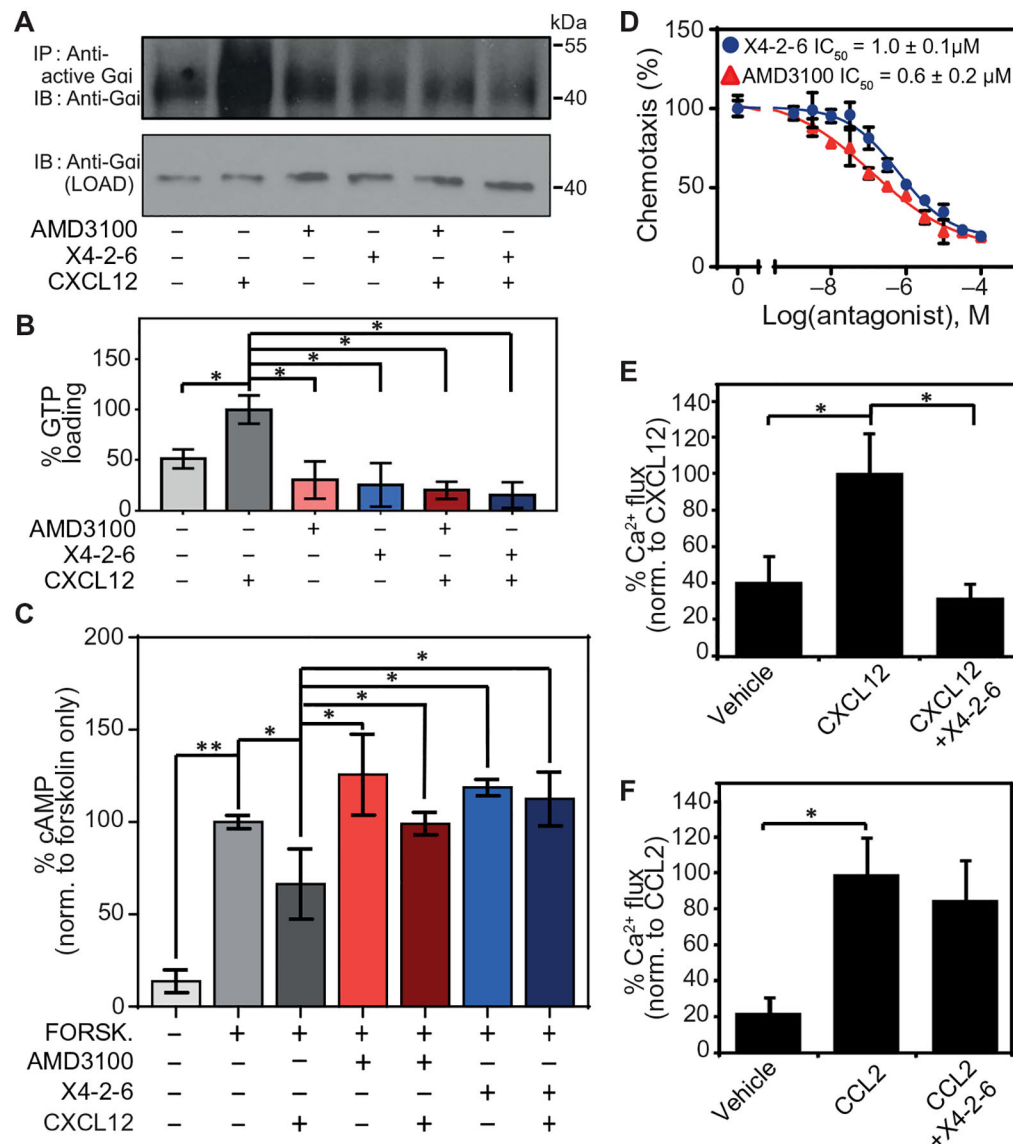 A
kDa
IP : Anti-
active Gαi
IB : Anti-Gαi
55
40
IB : Anti-Gαi
(LOAD)
40
AMD3100 – – + – + –
X4-2-6 – – – + – +
CXCL12 – + – – + +
B
% GTP
loading
100
50
0
*
*
*
*
*
AMD3100 – – + – + –
X4-2-6 – – – + – +
CXCL12 – + – – + +
C
% cAMP
(norm. to forskolin only)
200
150
100
50
0
**
*
*
*
*
*
FORSK. – + + + + + +
AMD3100 – – – + + – –
X4-2-6 – – – – – + +
CXCL12 – – + – + – +
D
Chemotaxis (%)
150
100
50
0
X4-2-6 IC50 = 1.0 ± 0.1µM
AMD3100 IC50 = 0.6 ± 0.2 µM
0 –8 –6 –4
Log(antagonist), M
E
% Ca²⁺ flux
(norm. to CXCL12)
140
120
100
80
60
40
20
0
*
*
Vehicle
CXCL12
CXCL12
+X4-2-6
F
% Ca²⁺ flux
(norm. to CCL2)
140
120
100
80
60
40
20
0
*
Vehicle
CCL2
CCL2
+X4-2-6